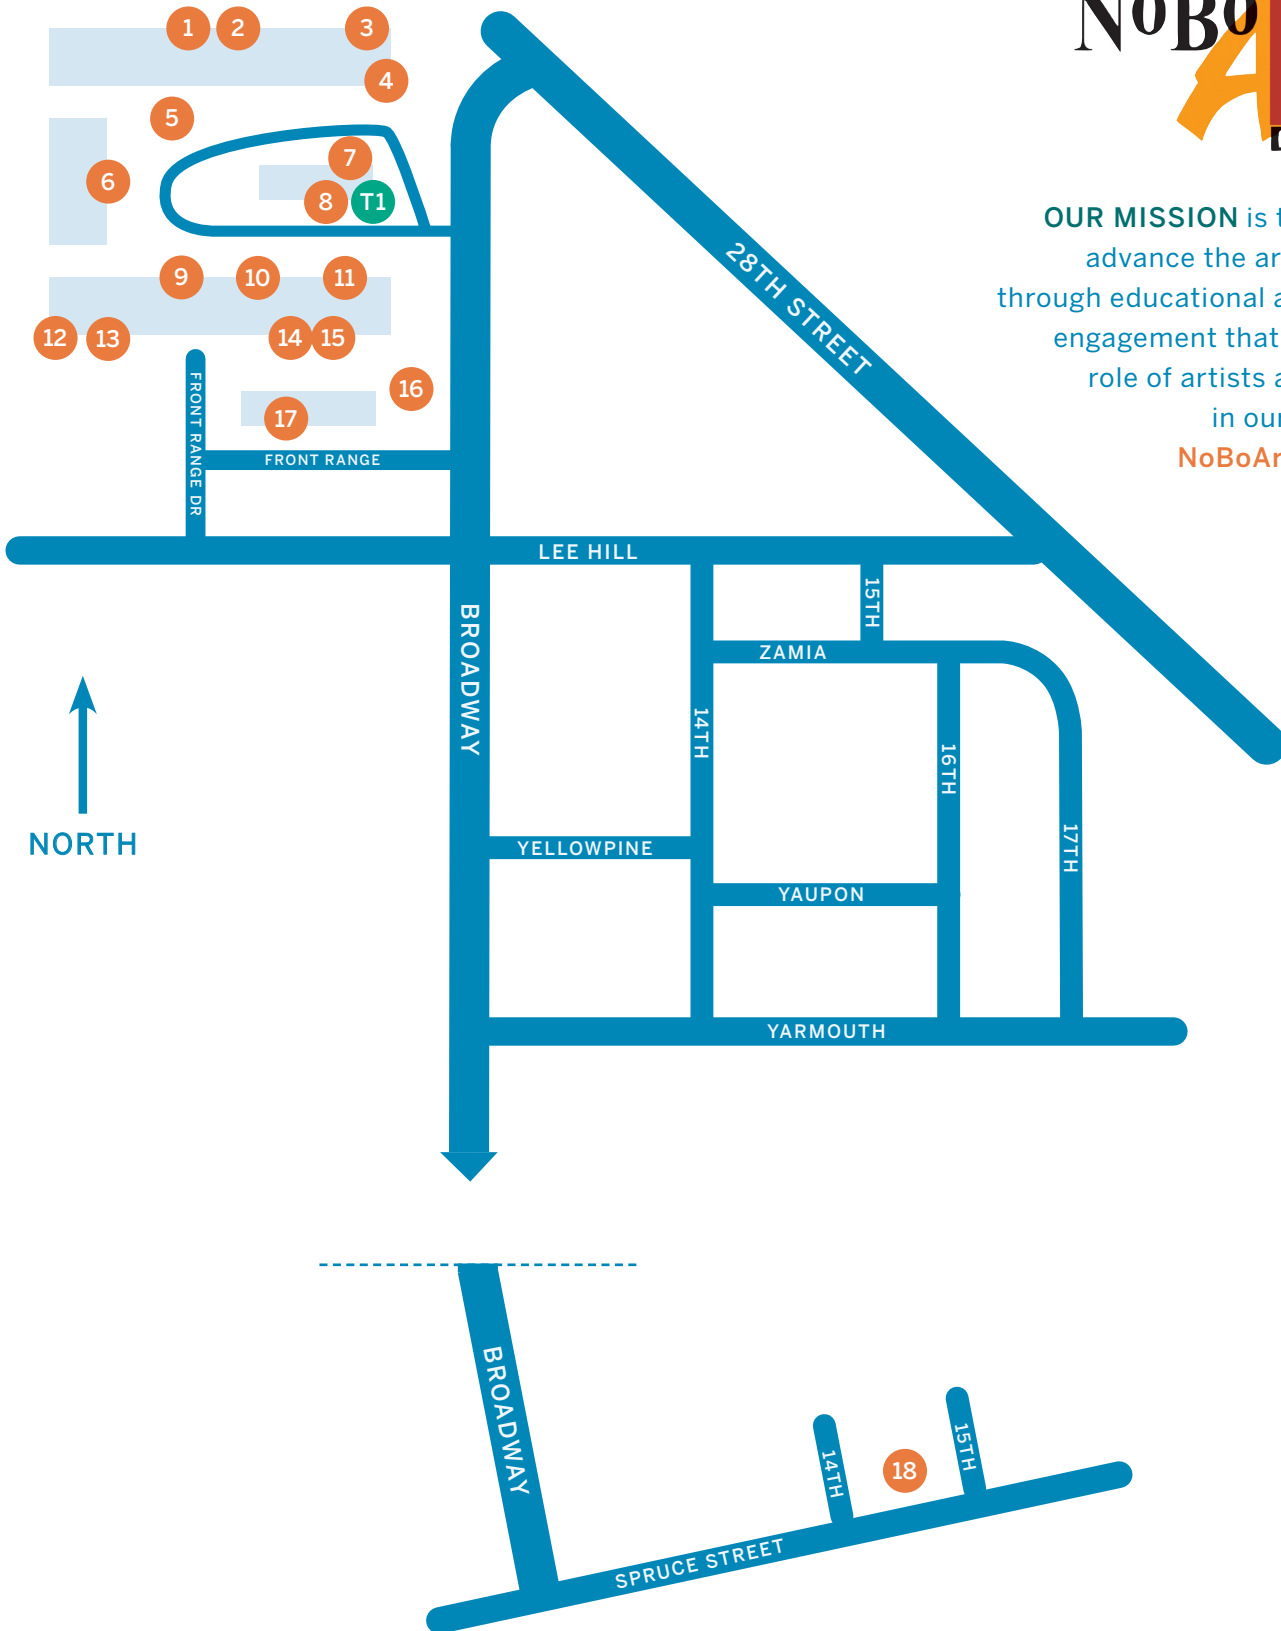 NoBo
OUR MISSION is
advance the
through educational
engagement that
role of artists
in our
1
2
3
4
5
6
7
8
T1
9
10
11
12
13
14
15
16
17
FRONT RANGE DR
FRONT RANGE
28TH STREET
LEE HILL
BROADWAY
15TH
ZAMIA
14TH
16TH
17TH
NORTH
YELLOWPINE
YAUPON
YARMOUTH
BROADWAY
14TH
18
15TH
SPRUCE STREET